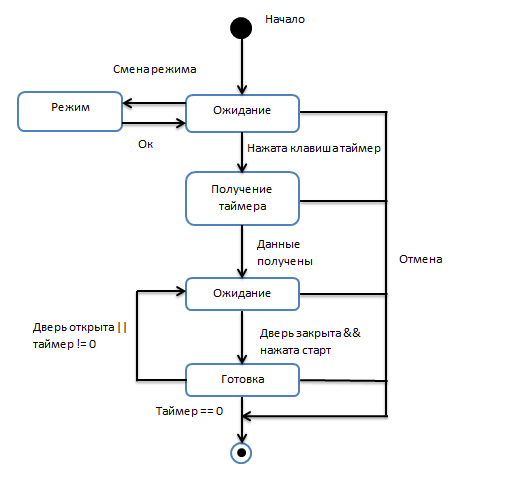 Начало
Смена режима
Режим
Ожидание
Ок
Нажата клавиша таймер
Получение
таймера
Данные
получены
Отмена
Ожидание
Дверь открыта ||
таймер != 0
Дверь закрыта &&
нажата старт
Готовка
Таймер == 0